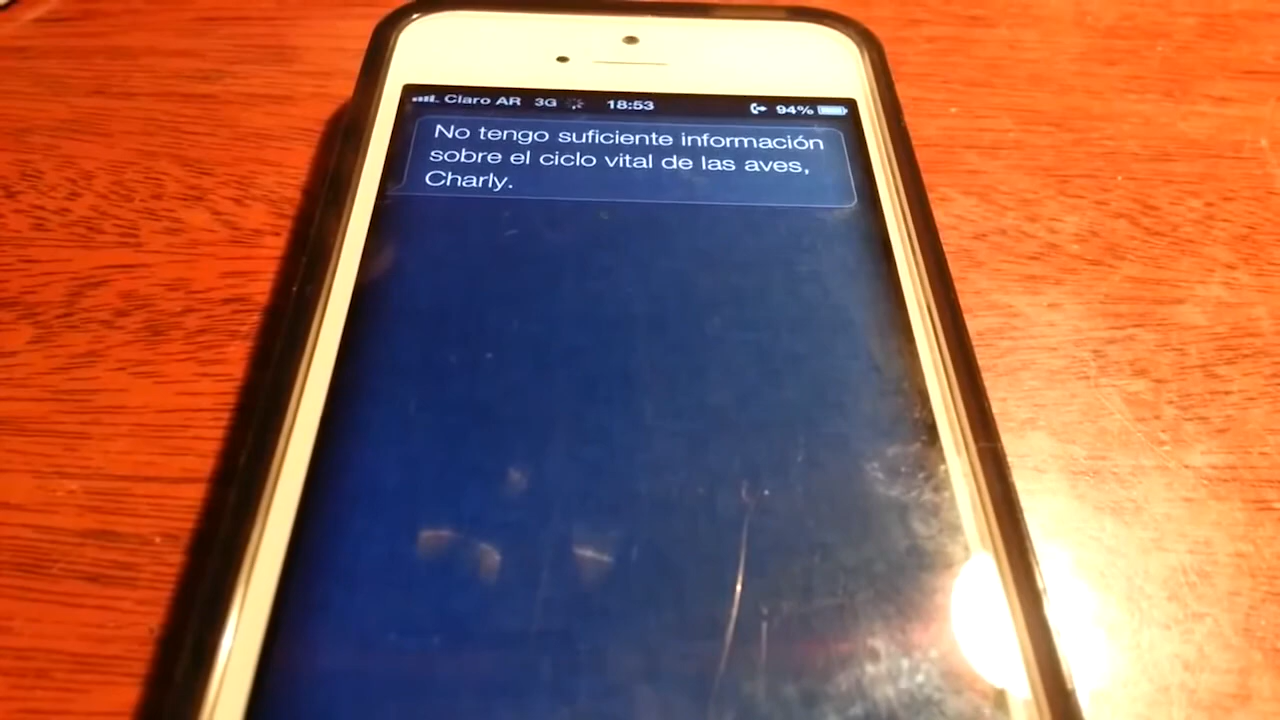 Claro AR 3G 18:53 94%
No tengo suficiente información
sobre el ciclo vital de las aves,
Charly.